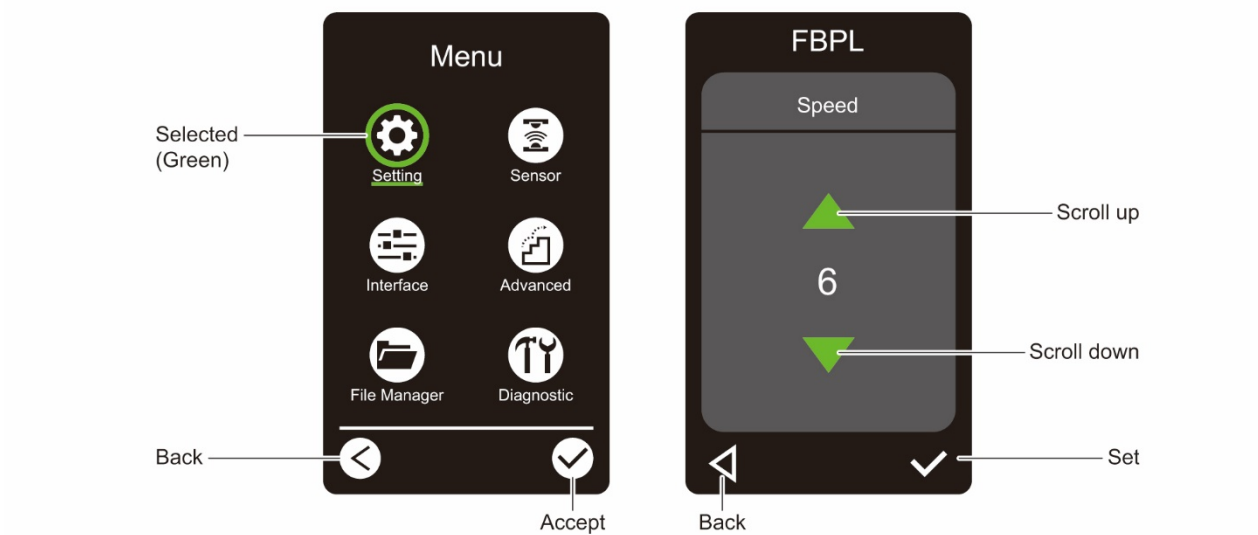 Menu
Selected
(Green)
Setting
Sensor
Interface
Advanced
File Manager
Diagnostic
Back
Accept
FBPL
Speed
Scroll up
6
Scroll down
Set
Back